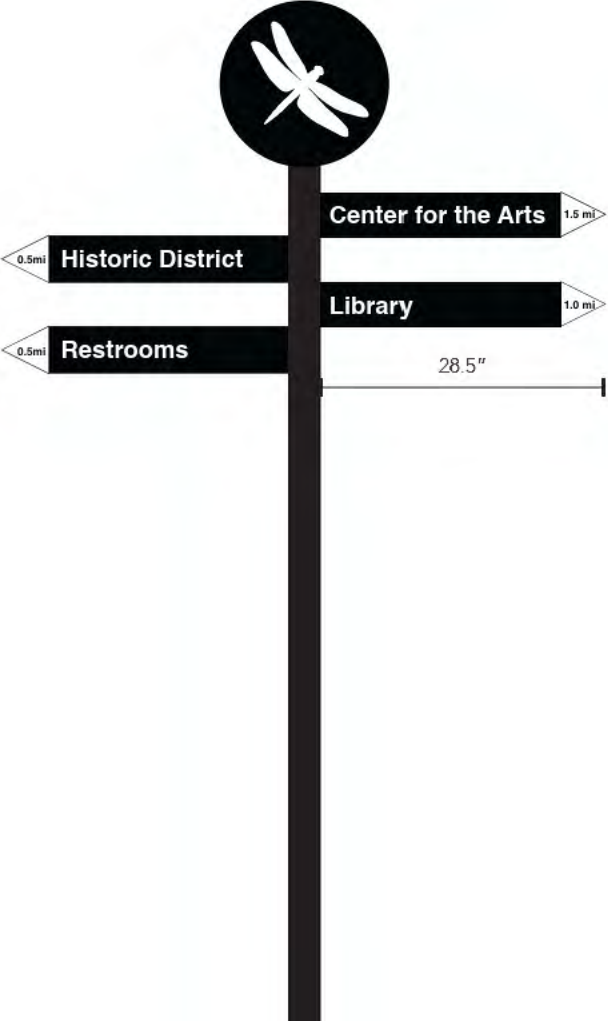 Center for the Arts 1.5 mi
0.5mi Historic District
Library 1.0 mi
0.5mi Restrooms
28.5"